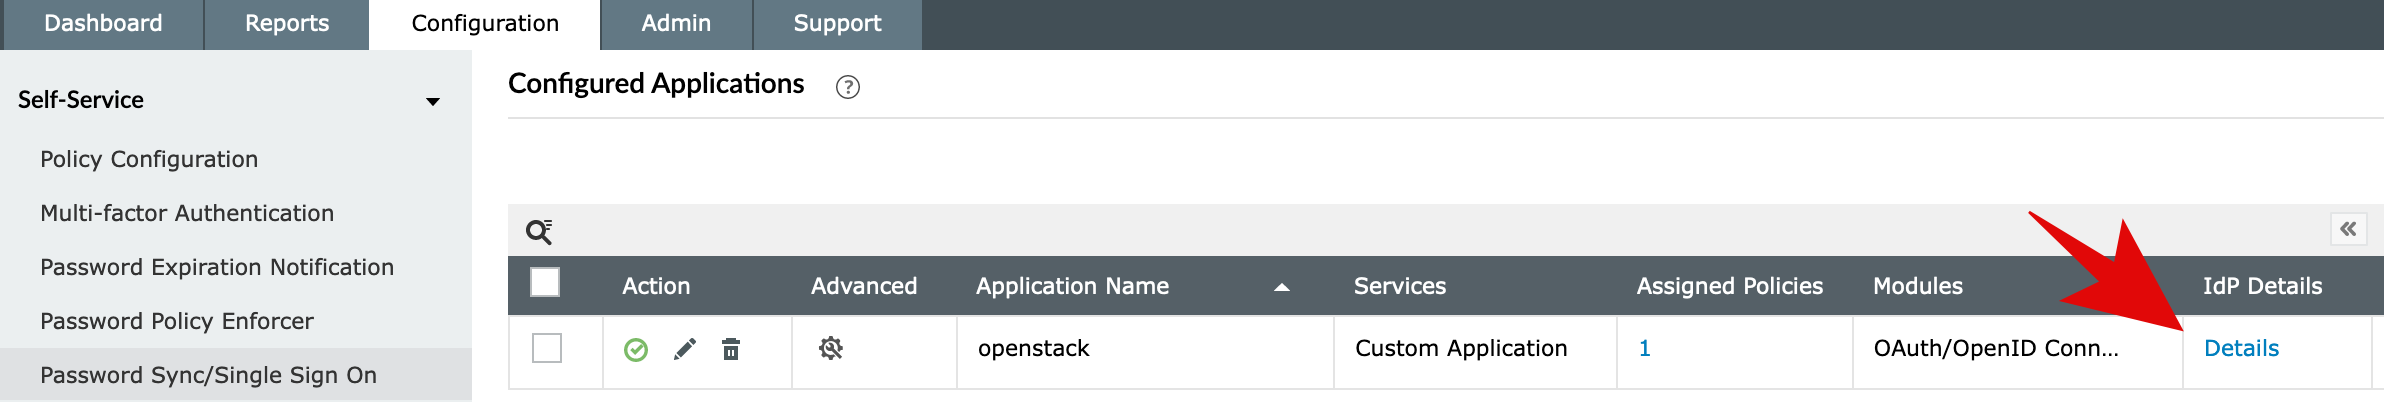 Dashboard Reports Configuration Admin Support
Self-Service
Policy Configuration
Multi-factor Authentication
Password Expiration Notification
Password Policy Enforcer
Password Sync/Single Sign On
Configured Applications ?
Action Advanced Application Name Services Assigned Policies Modules IdP Details
openstack Custom Application 1 OAuth/OpenID Conn... Details